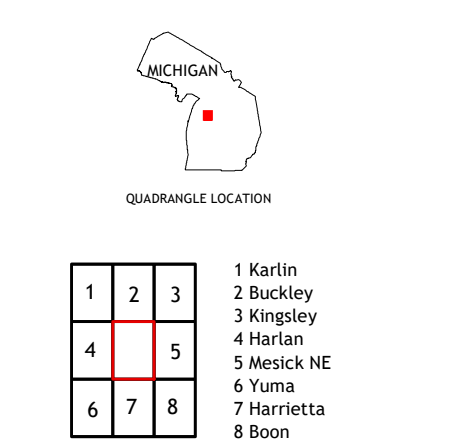 MICHIGAN
QUADRANGLE LOCATION
1 2 3
4 5
6 7 8
1 Karlin
2 Buckley
3 Kingsley
4 Harlan
5 Mesick NE
6 Yuma
7 Harrietta
8 Boon